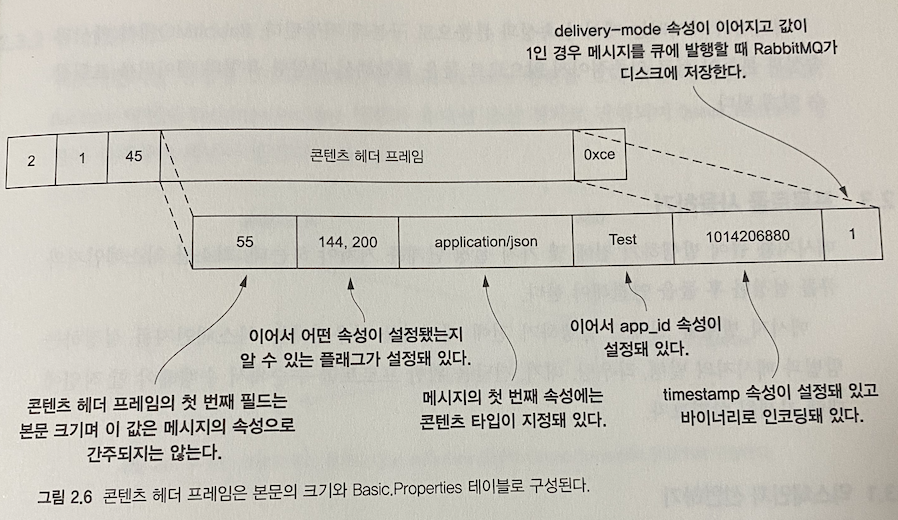 delivery-mode 속성이 이어지고 값이
1인 경우 메시지를 큐에 발행할 때 RabbitMQ가
디스크에 저장한다.
2 1 45 콘텐츠 헤더 프레임 0xce
55 144, 200 application/json Test 1014206880 1
이어서 어떤 속성이 설정됐는지
알 수 있는 플래그가 설정돼 있다.
이어서 app_id 속성이
설정돼 있다.
콘텐츠 헤더 프레임의 첫 번째 필드는
본문 크기며 이 값은 메시지의 속성으로
간주되지는 않는다.
메시지의 첫 번째 속성에는
콘텐츠 타입이 지정돼 있다.
timestamp 속성이 설정돼 있고
바이너리로 인코딩돼 있다.
그림 2.6 콘텐츠 헤더 프레임은 본문의 크기와 Basic.Properties 테이블로 구성된다.